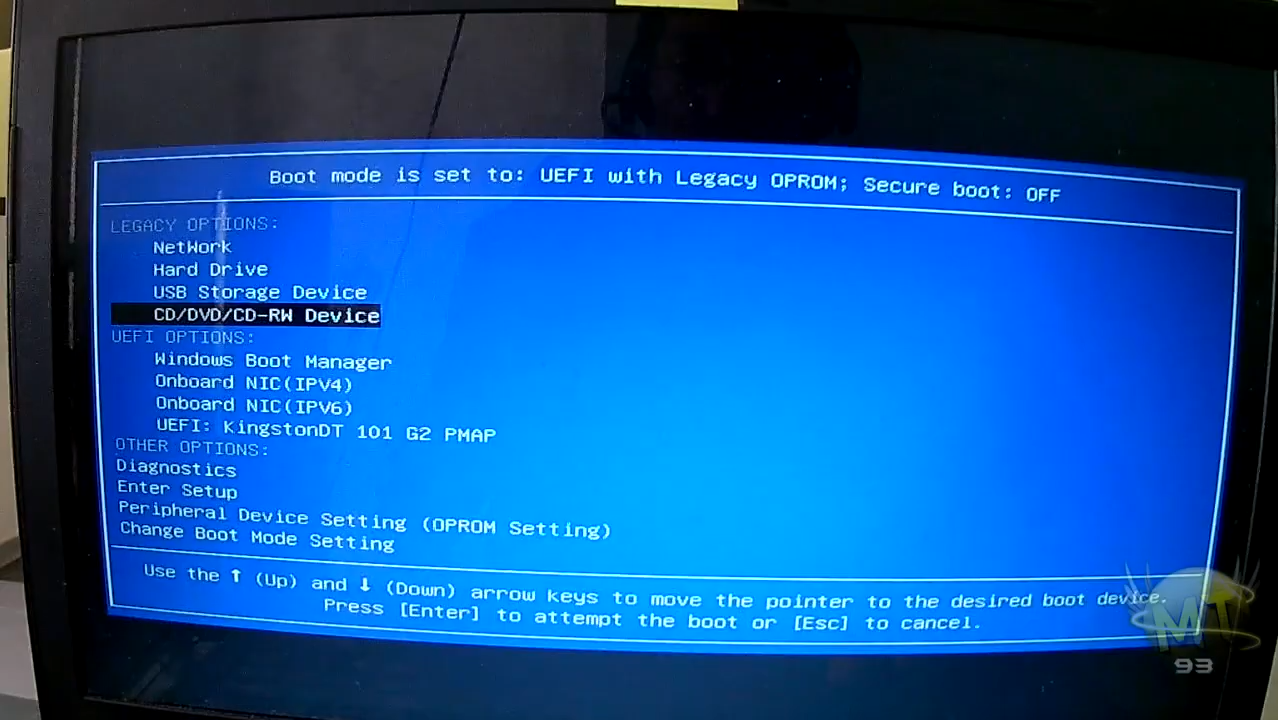 Boot mode is set to: UEFI with Legacy OPROM; Secure boot: OFF
LEGACY OPTIONS:
NetWork
Hard Drive
USB Storage Device
CD/DVD/CD-RW Device
UEFI OPTIONS:
Windows Boot Manager
Onboard NIC(IPV4)
Onboard NIC(IPV6)
UEFI: KingstonDT 101 G2 PMAP
OTHER OPTIONS:
Diagnostics
Enter Setup
Peripheral Device Setting (OPROM Setting)
Change Boot Mode Setting
Use the ↑ (Up) and ↓ (Down) arrow keys to move the pointer to the desired boot device.
Press [Enter] to attempt the boot or [Esc] to cancel.
MT
93